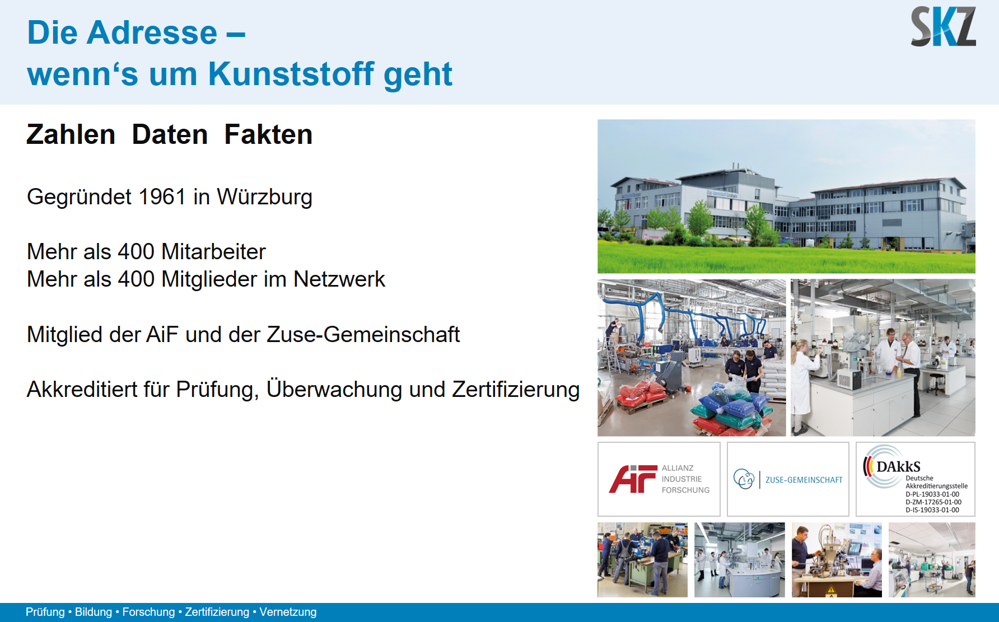 Die Adresse –
wenn‘s um Kunststoff geht
SKZ
Zahlen Daten Fakten
Gegründet 1961 in Würzburg
Mehr als 400 Mitarbeiter
Mehr als 400 Mitglieder im Netzwerk
Mitglied der AiF und der Zuse-Gemeinschaft
Akkreditiert für Prüfung, Überwachung und Zertifizierung
Das Kunststoff-Zentrum
AiF
ALLIANZ
INDUSTRIE
FORSCHUNG
ZUSE-GEMEINSCHAFT
DAkkS
Deutsche
Akkreditierungsstelle
D-PL-19033-01-00
D-ZM-17265-01-00
D-IS-19033-01-00
Prüfung • Bildung • Forschung • Zertifizierung • Vernetzung